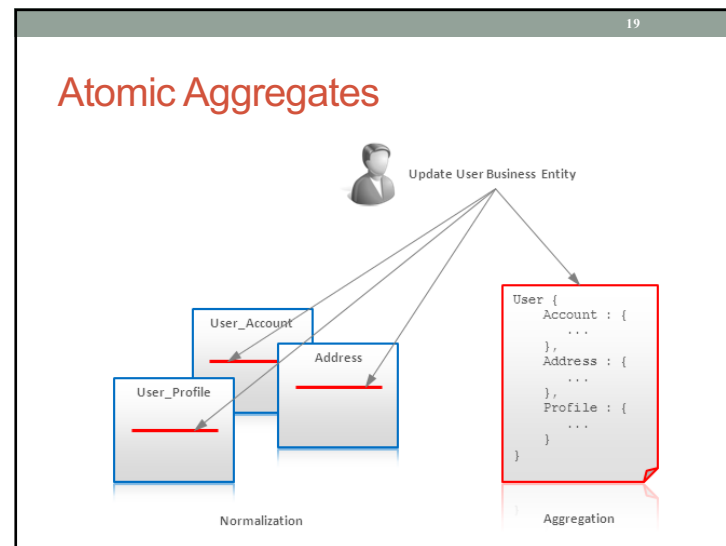 19
Atomic Aggregates
Update User Business Entity
User_Account
Address
User_Profile
User {
Account : {
...
},
Address : {
...
},
Profile : {
...
}
}
Normalization
Aggregation